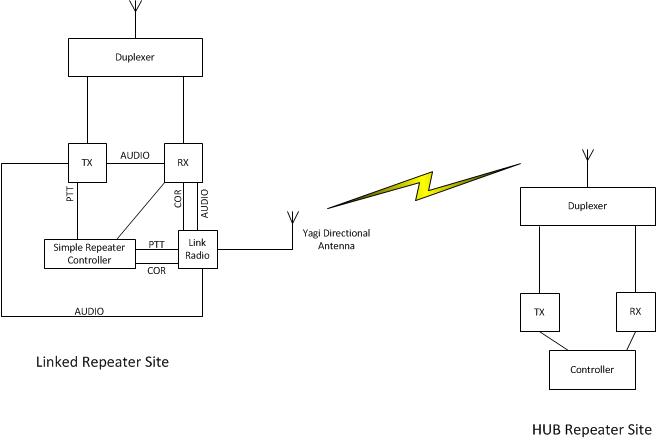 Duplexer
TX
AUDIO
RX
PTT
COR
AUDIO
Simple Repeater
Controller
PTT
COR
Link
Radio
Yagi Directional
Antenna
AUDIO
Linked Repeater Site
Duplexer
TX
RX
Controller
HUB Repeater Site